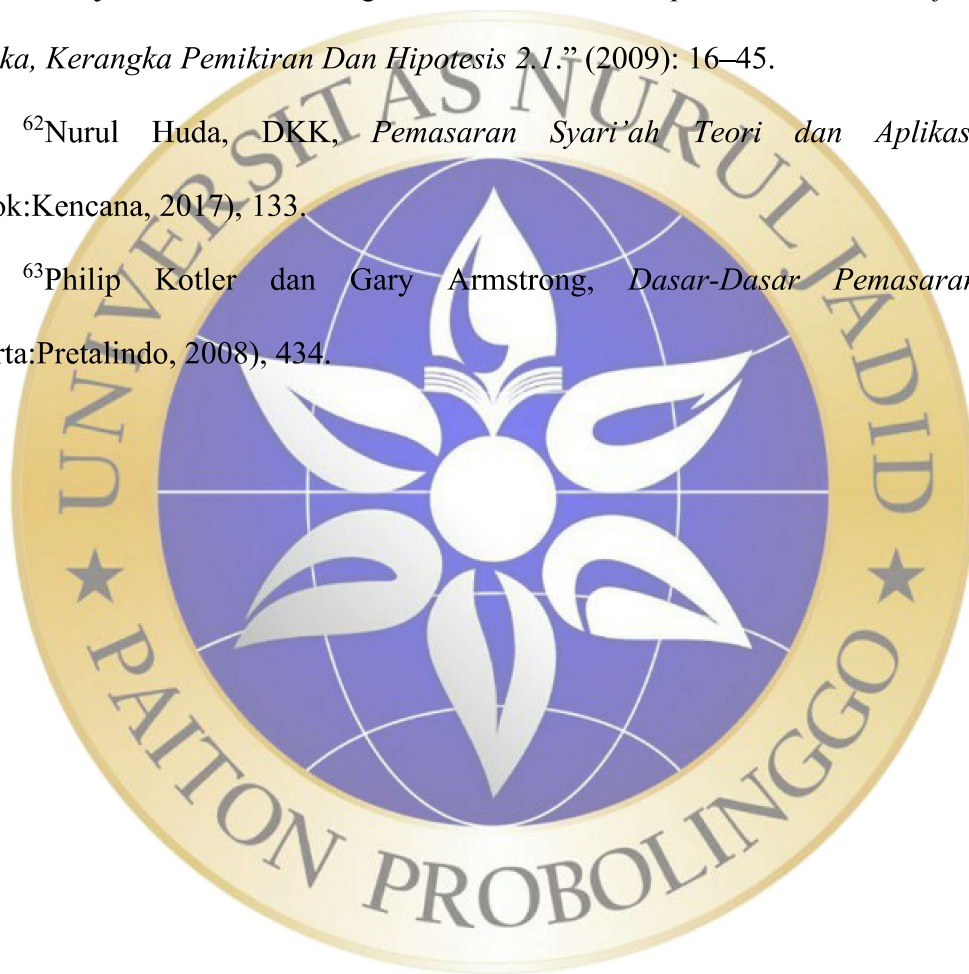 ka, Kerangka Pemikiran Dan Hipotesis 2.1.” (2009): 16–45.
⁶²Nurul Huda, DKK, Pemasaran Syari’ah Teori dan Aplikas
ok:Kencana, 2017), 133.
⁶³Philip Kotler dan Gary Armstrong, Dasar-Dasar Pemasaran
rta:Pretalindo, 2008), 434.
UNIVERSITAS NURUL JADID
PAITON PROBOLINGGO